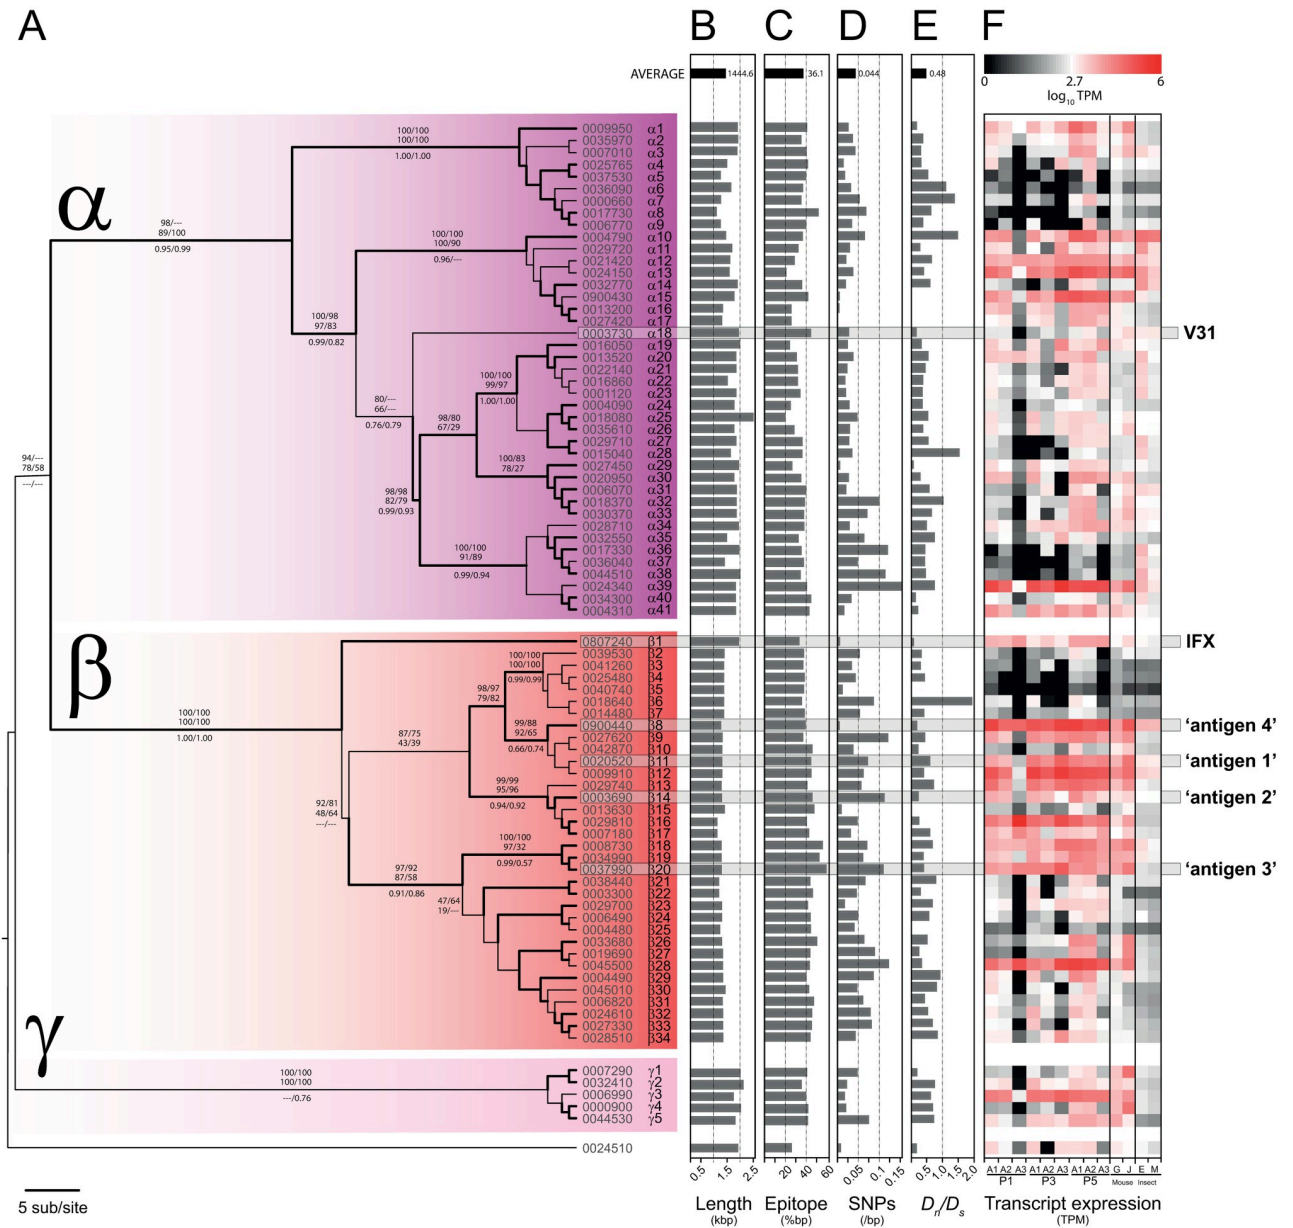 A B C D E F
AVERAGE 1444.6 36.1 0.044 0.48
0 2.7 6
log10 TPM
α
β
γ
100/100
100/100
1.00/1.00
98/---
89/100
0.95/0.99
100/100
100/90
0.96/---
100/98
97/83
0.99/0.82
80/---
66/---
0.76/0.79
100/100
99/97
1.00/1.00
98/80
67/29
100/83
78/27
94/---
78/58
---/---
98/98
82/79
0.99/0.93
100/100
91/89
0.99/0.94
100/100
100/100
0.99/0.99
98/97
79/82
100/100
100/100
1.00/1.00
99/88
92/65
0.66/0.74
87/75
43/39
99/99
95/96
0.94/0.92
92/81
48/64
---/---
100/100
97/32
0.99/0.57
97/92
87/58
0.91/0.86
47/64
19/---
100/100
100/100
---/0.76
0009950 α1
0035970 α2
0007010 α3
0025765 α4
0037530 α5
0036090 α6
0000660 α7
0017730 α8
0006770 α9
0004790 α10
0029720 α11
0021420 α12
0024150 α13
0032770 α14
0900430 α15
0013200 α16
0027420 α17
0003730 α18 V31
0016050 α19
0013520 α20
0022140 α21
0016860 α22
0001120 α23
0004090 α24
0018080 α25
0035610 α26
0029710 α27
0015040 α28
0027450 α29
0020950 α30
0006070 α31
0018370 α32
0030370 α33
0028710 α34
0032550 α35
0017330 α36
0036040 α37
0044510 α38
0024340 α39
0034300 α40
0004310 α41
0807240 β1 IFX
0039530 β2
0041260 β3
0025480 β4
0040740 β5
0018640 β6
0014480 β7
0900440 β8 ‘antigen 4’
0027620 β9
0042870 β10
0020520 β11 ‘antigen 1’
0009910 β12
0029740 β13
0003690 β14 ‘antigen 2’
0013630 β15
0029810 β16
0007180 β17
0008730 β18
0034990 β19
0037990 β20 ‘antigen 3’
0038440 β21
0003300 β22
0029700 β23
0006490 β24
0004480 β25
0033680 β26
0019690 β27
0045500 β28
0004490 β29
0045010 β30
0006820 β31
0024610 β32
0027330 β33
0028510 β34
0007290 γ1
0032410 γ2
0006990 γ3
0000900 γ4
0044530 γ5
0024510
0.5 1.5 2.5 20 40 60 0.05 0.1 0.15 0.5 1.0 1.5 2.0
A1 A2 A3 A1 A2 A3 A1 A2 A3 G J E M
P1 P3 P5 Mouse Insect
5 sub/site
Length Epitope SNPs Dn/Ds Transcript expression
(kbp) (%bp) (/bp) (TPM)